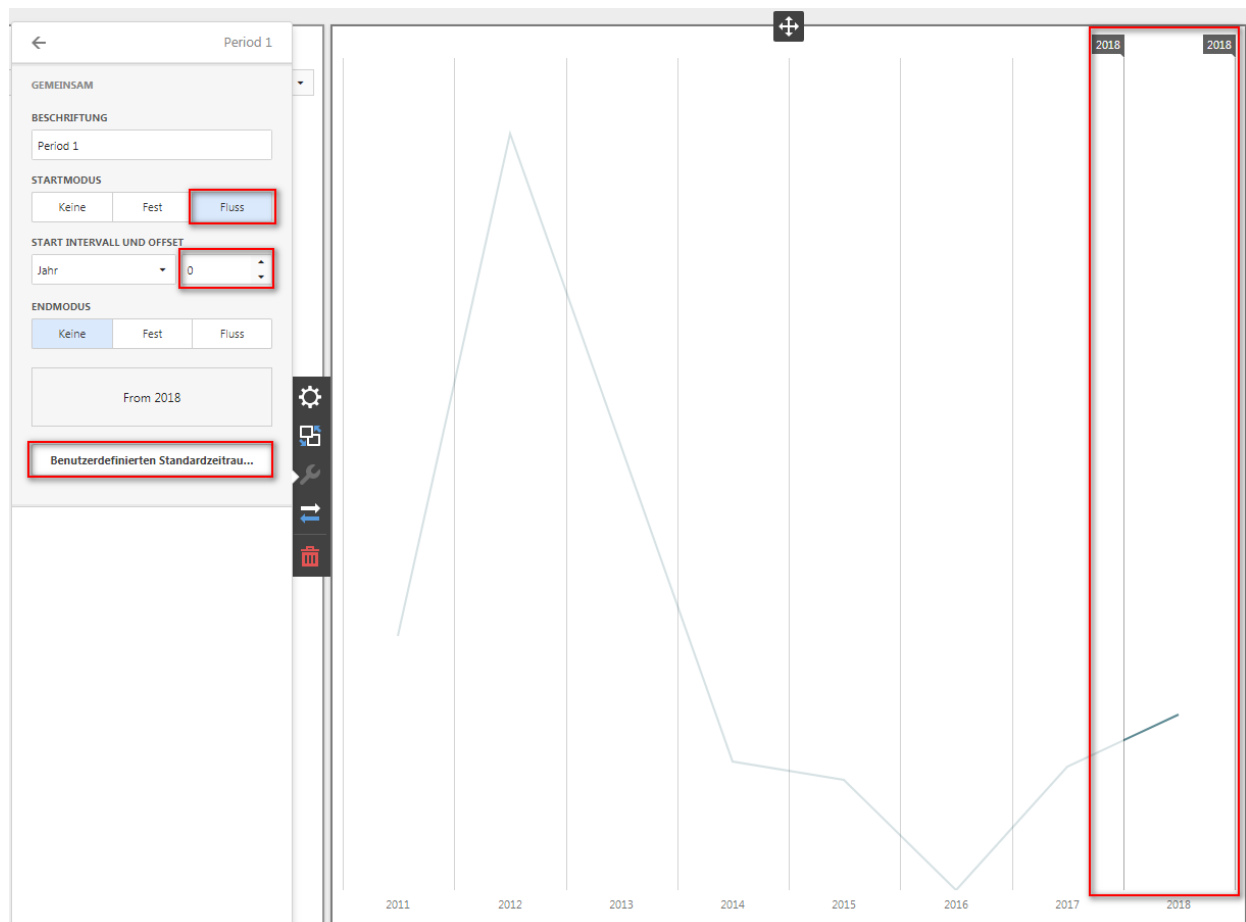 Period 1
GEMEINSAM
BESCHRIFTUNG
Period 1
STARTMODUS
Keine Fest Fluss
START INTERVALL UND OFFSET
Jahr 0
ENDMODUS
Keine Fest Fluss
From 2018
Benutzerdefinierten Standardzeitrau...
2018 2018
2011 2012 2013 2014 2015 2016 2017 2018